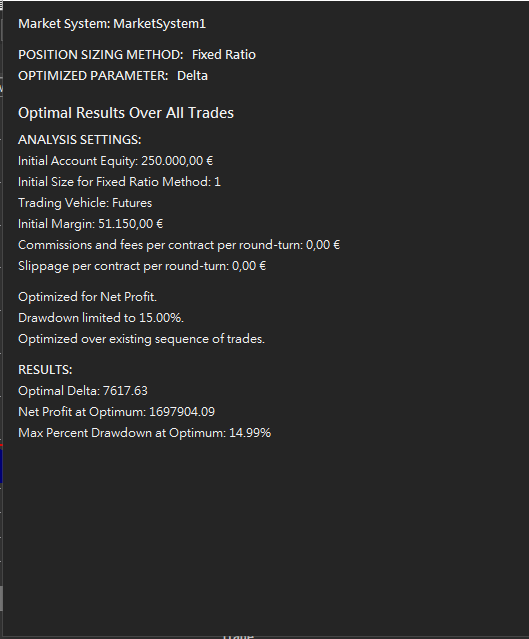 Market System: MarketSystem1
POSITION SIZING METHOD: Fixed Ratio
OPTIMIZED PARAMETER: Delta
Optimal Results Over All Trades
ANALYSIS SETTINGS:
Initial Account Equity: 250.000,00 €
Initial Size for Fixed Ratio Method: 1
Trading Vehicle: Futures
Initial Margin: 51.150,00 €
Commissions and fees per contract per round-turn: 0,00 €
Slippage per contract per round-turn: 0,00 €
Optimized for Net Profit.
Drawdown limited to 15.00%.
Optimized over existing sequence of trades.
RESULTS:
Optimal Delta: 7617.63
Net Profit at Optimum: 1697904.09
Max Percent Drawdown at Optimum: 14.99%